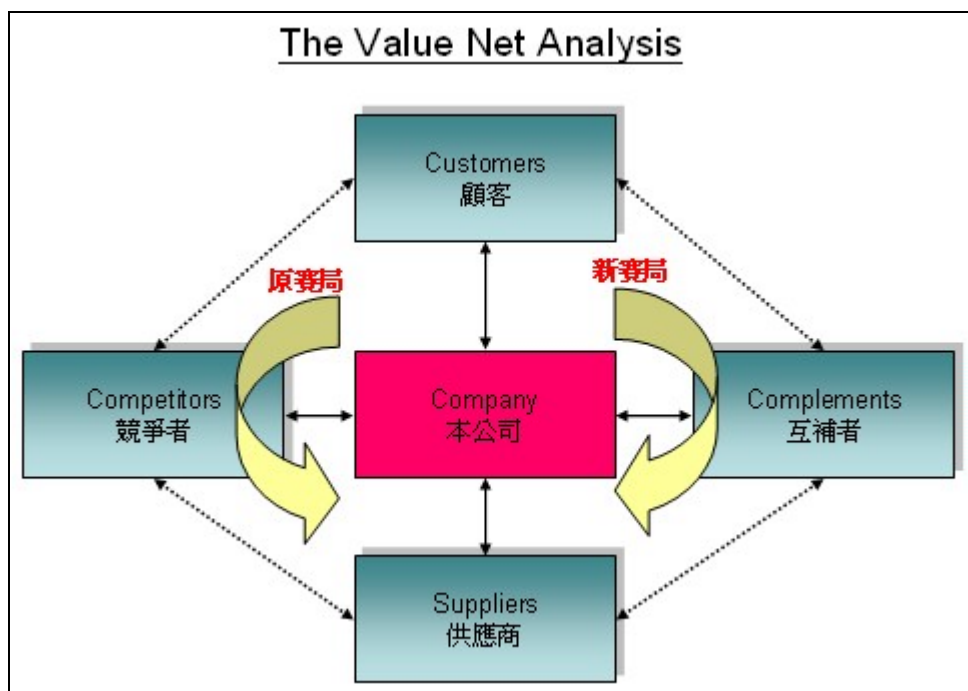 The Value Net Analysis
Customers
顧客
原賽局
新賽局
Competitors
競爭者
Company
本公司
Complements
互補者
Suppliers
供應商